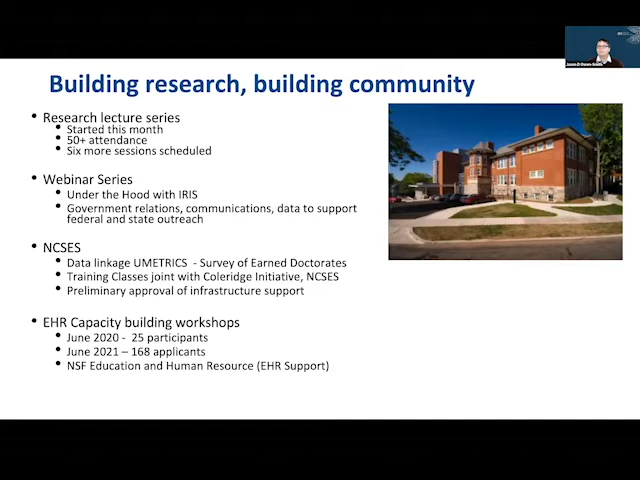 Building research, building community
• Research lecture series
• Started this month
• 50+ attendance
• Six more sessions scheduled
• Webinar Series
• Under the Hood with IRIS
• Government relations, communications, data to support
federal and state outreach
• NCSES
• Data linkage UMETRICS - Survey of Earned Doctorates
• Training Classes joint with Coleridge Initiative, NCSES
• Preliminary approval of infrastructure support
• EHR Capacity building workshops
• June 2020 - 25 participants
• June 2021 – 168 applicants
• NSF Education and Human Resource (EHR Support)